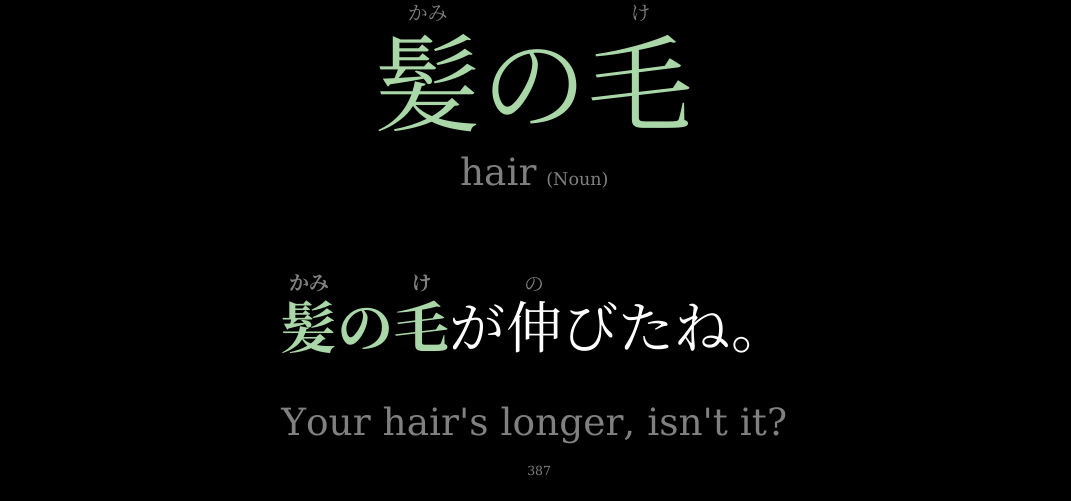 かみ け
髪の毛
hair (Noun)
かみ け の
髪の毛が伸びたね。
Your hair's longer, isn't it?
387